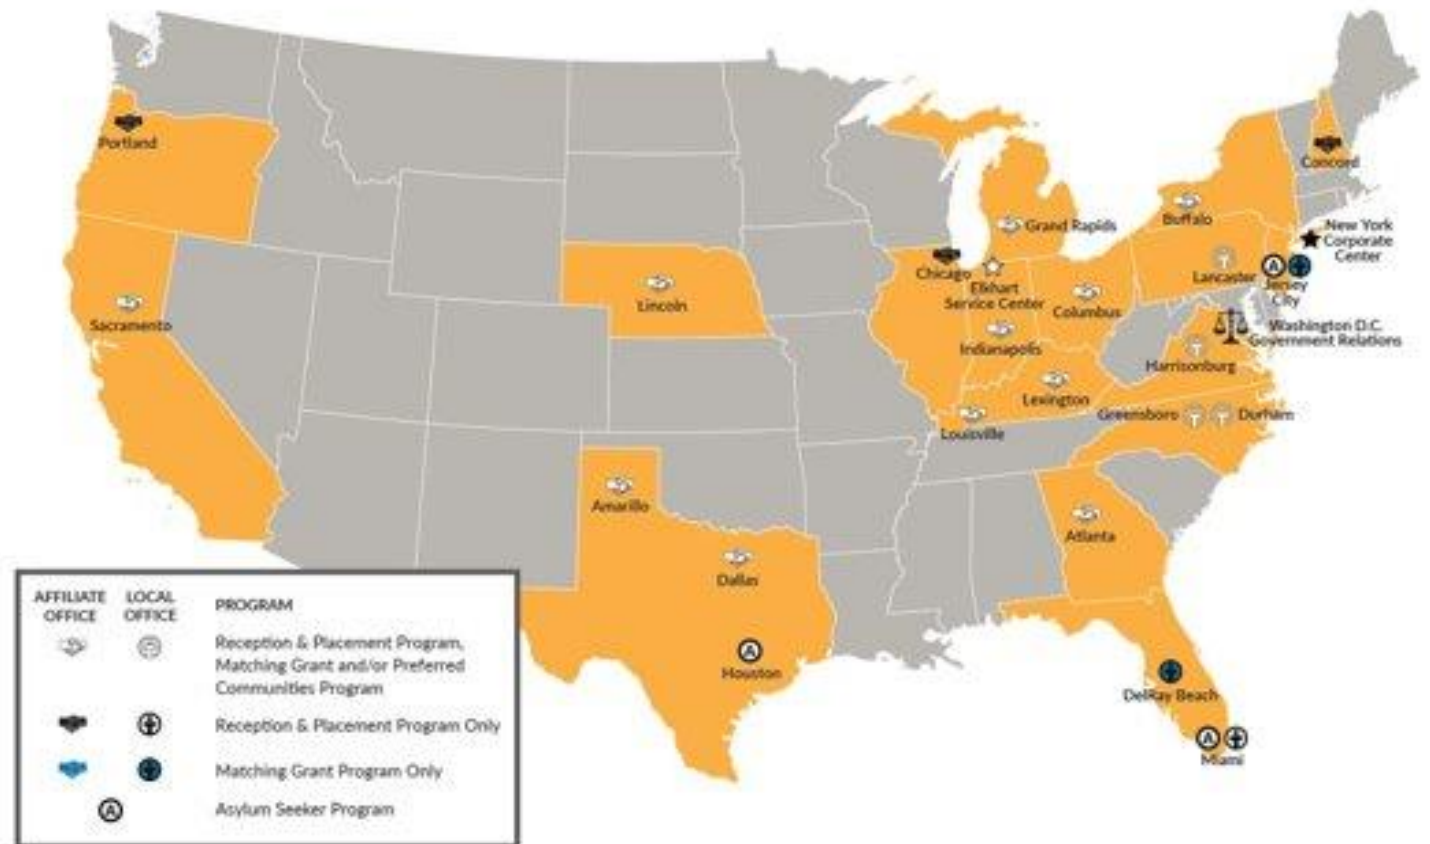 Portland
Concord
Buffalo
Grand Rapids
New York
Corporate
Center
Chicago
Elkhart
Service Center
Lancaster
Jersey
City
Lincoln
Columbus
Sacramento
Washington D.C.
Government Relations
Indianapolis
Harrisonburg
Lexington
Greensboro
Durham
Louisville
Amarillo
Atlanta
Dallas
A
Houston
DelRay Beach
A
Miami
A
AFFILIATE
OFFICE
LOCAL
OFFICE
PROGRAM
Reception & Placement Program,
Matching Grant and/or Preferred
Communities Program
Reception & Placement Program Only
Matching Grant Program Only
A
Asylum Seeker Program